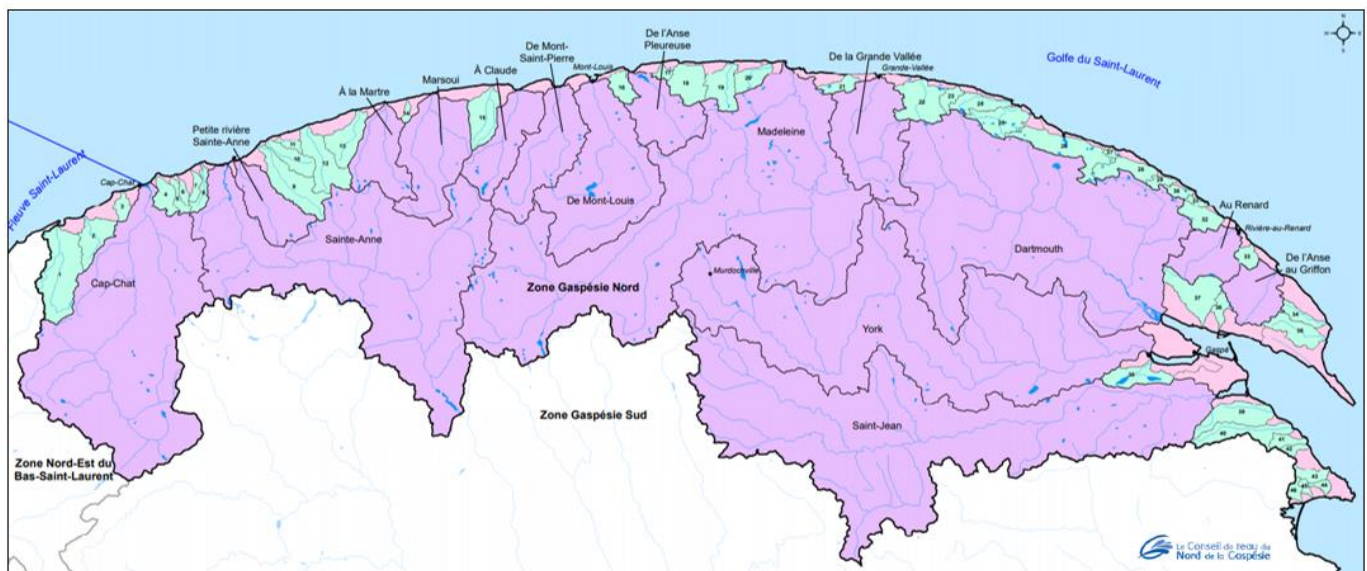 De l'Anse
Pleureuse
De Mont-
Saint-Pierre
De la Grande Vallée
Golfe du Saint-Laurent
À Claude
Mont-Louis
Grande-Vallée
Marsoui
À la Martre
Petite rivière
Sainte-Anne
Madeleine
Fleuve Saint-Laurent
Cap-Chat
De Mont-Louis
Au Renard
Rivière-au-Renard
Sainte-Anne
Dartmouth
De l'Anse
au Griffon
Cap-Chat
Murdochville
Zone Gaspésie Nord
York
Gaspé
Zone Gaspésie Sud
Saint-Jean
Zone Nord-Est du
Bas-Saint-Laurent
Le Conseil de l'eau du
Nord de la Gaspésie